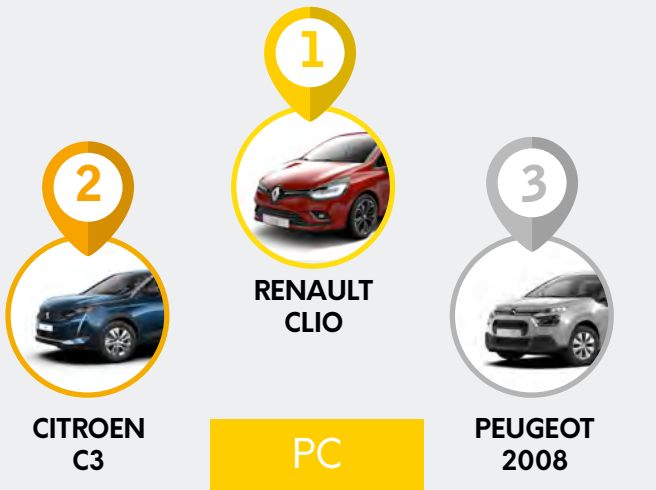 1
RENAULT
CLIO
2
CITROEN
C3
3
PEUGEOT
2008
PC